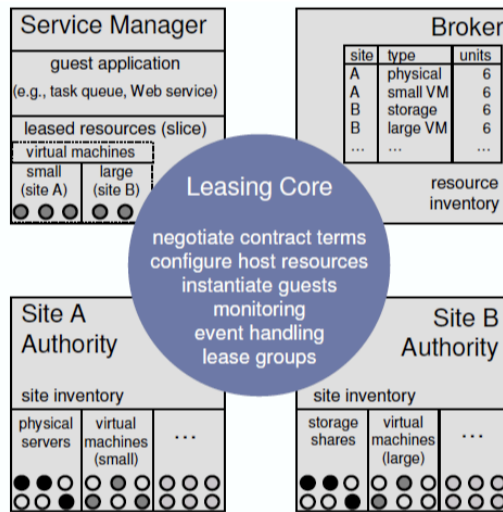 Service Manager
guest application
(e.g., task queue, Web service)
leased resources (slice)
virtual machines
small
(site A)
large
(site B)
Broker
site type units
A physical 6
A small VM 6
B storage 6
B large VM 6
... ... ...
resource
inventory
Leasing Core
negotiate contract terms
configure host resources
instantiate guests
monitoring
event handling
lease groups
Site A
Authority
site inventory
physical
servers
virtual
machines
(small)
...
Site B
Authority
site inventory
storage
shares
virtual
machines
(large)
...